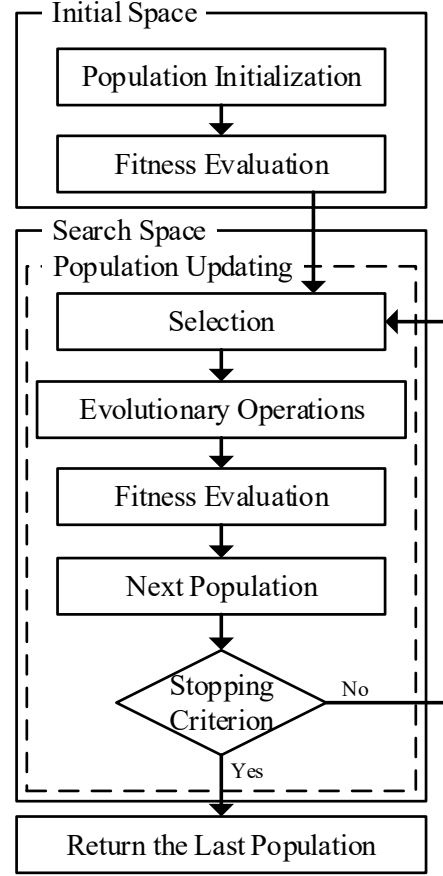 Initial Space
Population Initialization
Fitness Evaluation
Search Space
Population Updating
Selection
Evolutionary Operations
Fitness Evaluation
Next Population
Stopping
Criterion
No
Yes
Return the Last Population